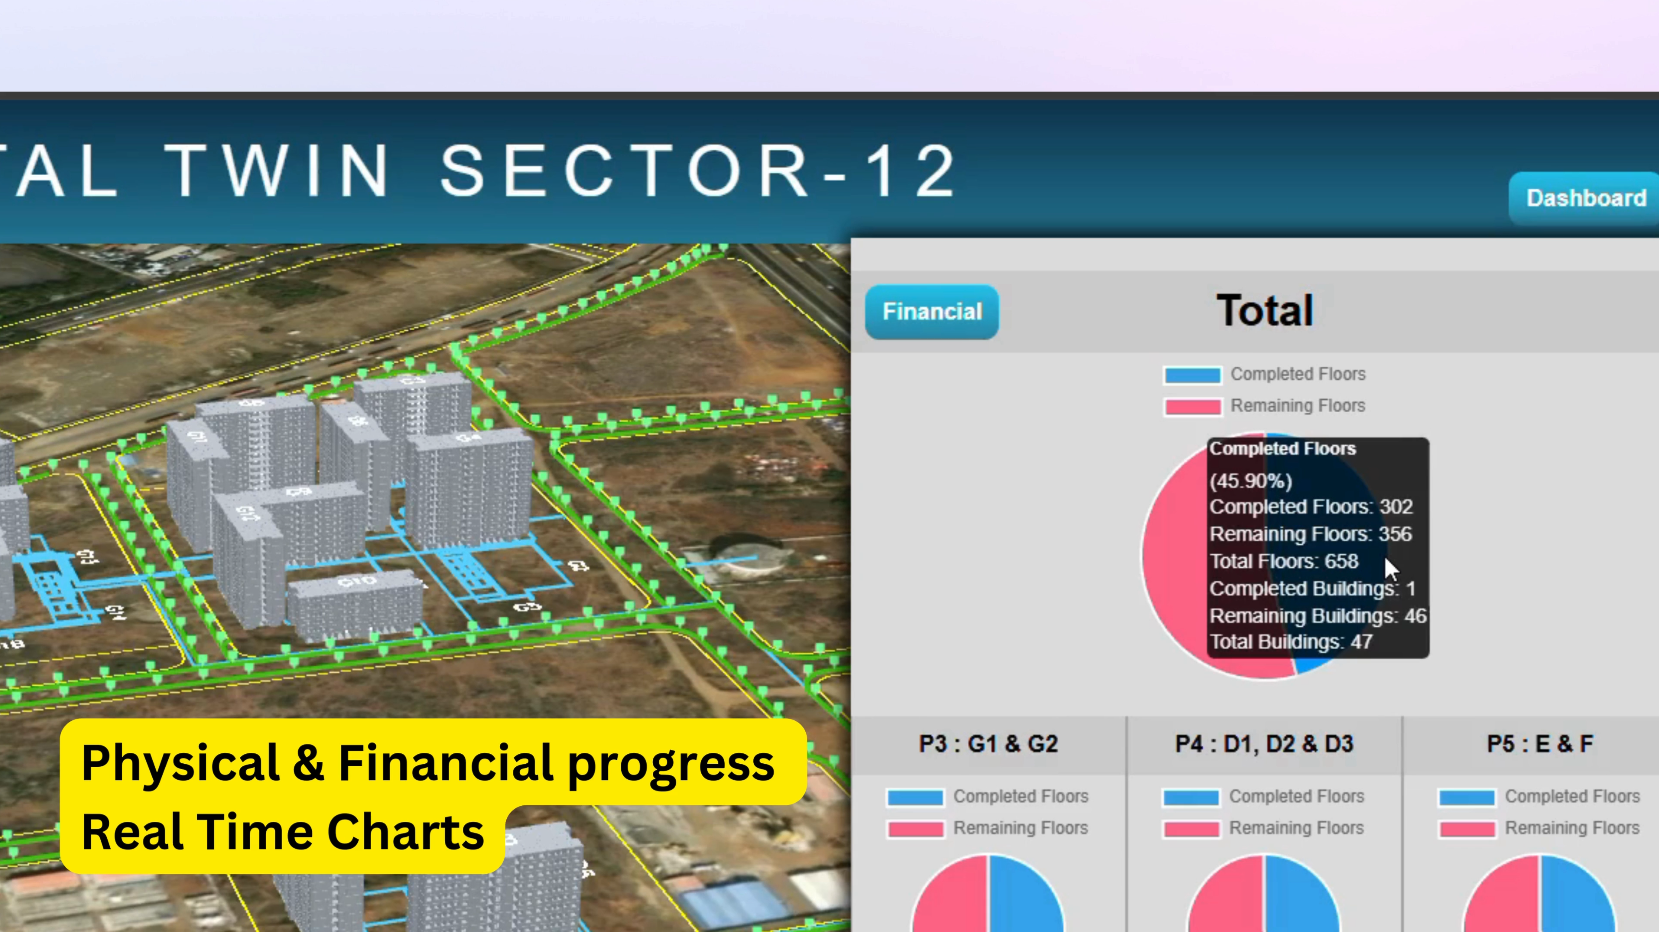 TAL TWIN SECTOR-12
Dashboard
Financial
Total
Completed Floors
Remaining Floors
Completed Floors
(45.90%)
Completed Floors: 302
Remaining Floors: 356
Total Floors: 658
Completed Buildings: 1
Remaining Buildings: 46
Total Buildings: 47
P3 : G1 & G2
P4 : D1, D2 & D3
P5 : E & F
Completed Floors
Remaining Floors
Completed Floors
Remaining Floors
Completed Floors
Remaining Floors
G10
Physical & Financial progress
Real Time Charts